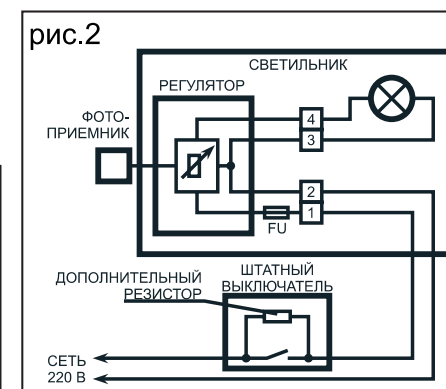 рис.2
СВЕТИЛЬНИК
РЕГУЛЯТОР
ФОТО-
ПРИЕМНИК
4
3
2
1
FU
ДОПОЛНИТЕЛЬНЫЙ
РЕЗИСТОР
ШТАТНЫЙ
ВЫКЛЮЧАТЕЛЬ
СЕТЬ
220 В